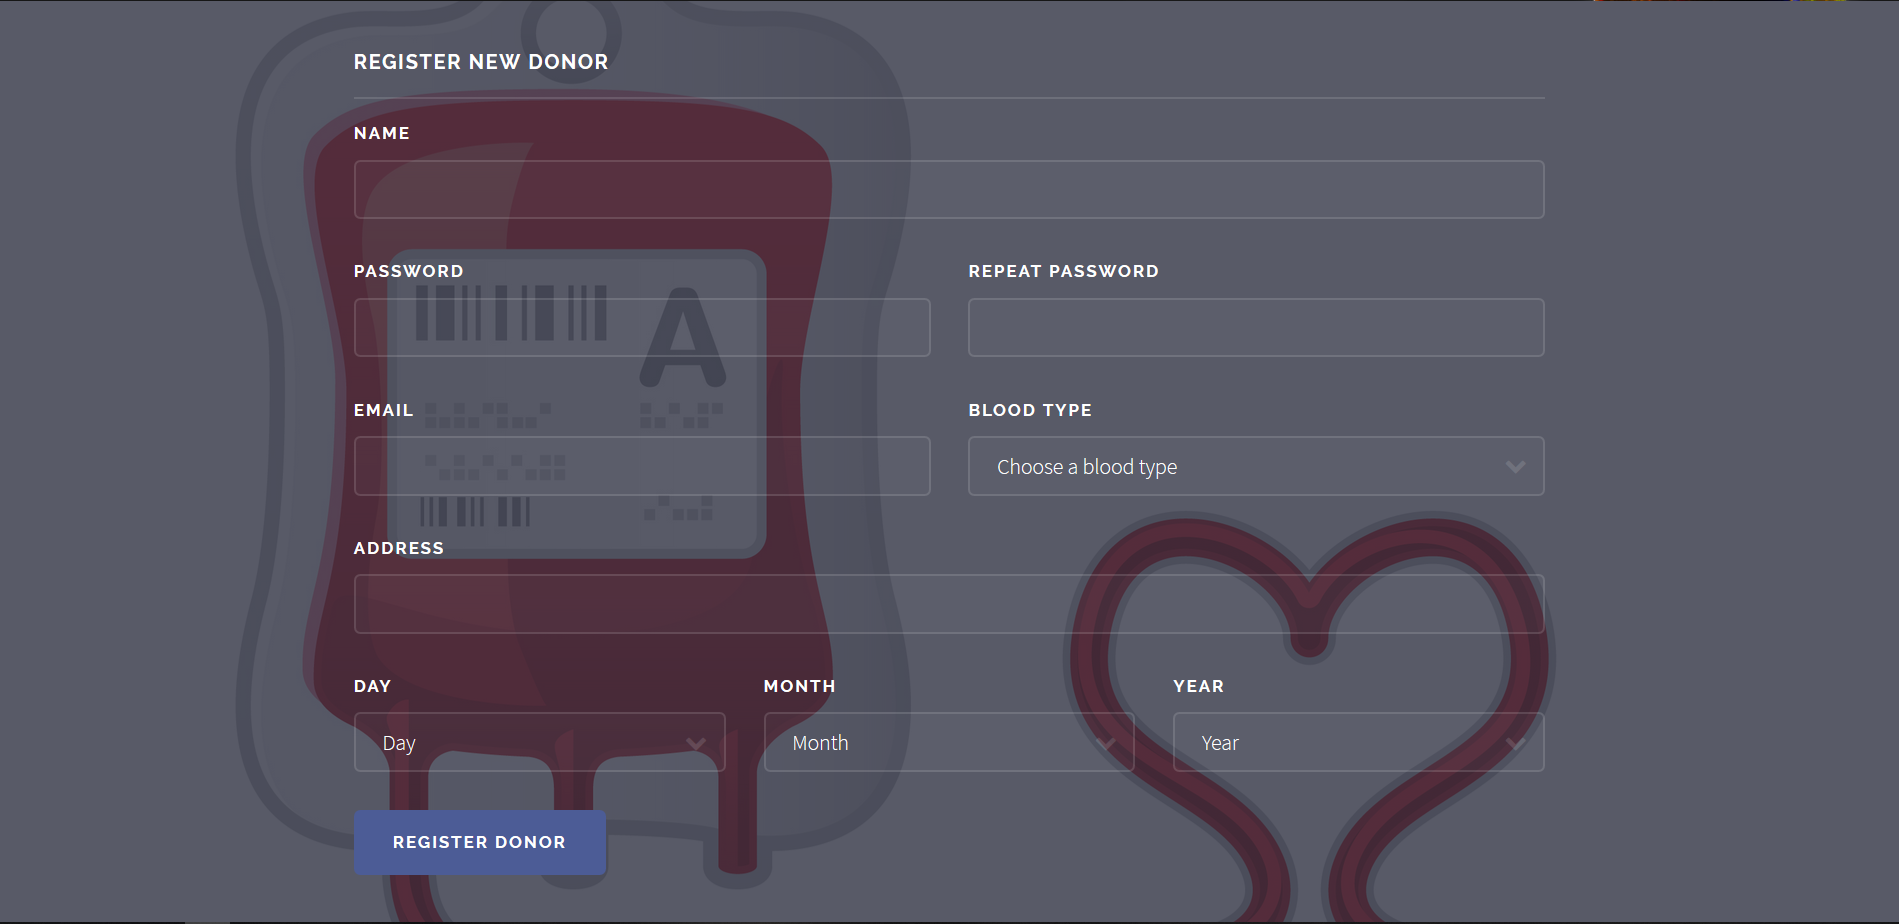 REGISTER NEW DONOR
NAME
PASSWORD REPEAT PASSWORD
A
EMAIL BLOOD TYPE
Choose a blood type
ADDRESS
DAY MONTH YEAR
Day Month Year
REGISTER DONOR